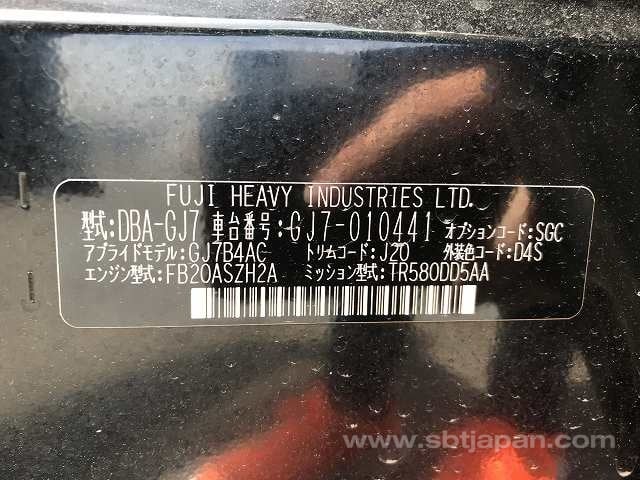 FUJI HEAVY INDUSTRIES LTD.
型式:DBA-GJ7 車台番号:GJ7-010441 オプションコード:SGC
アプライドモデル:GJ7B4AC トリムコード:J20 外装色コード:D4S
エンジン型式:FB20ASZH2A ミッション型式:TR580DD5AA
www.sbtjapan.com